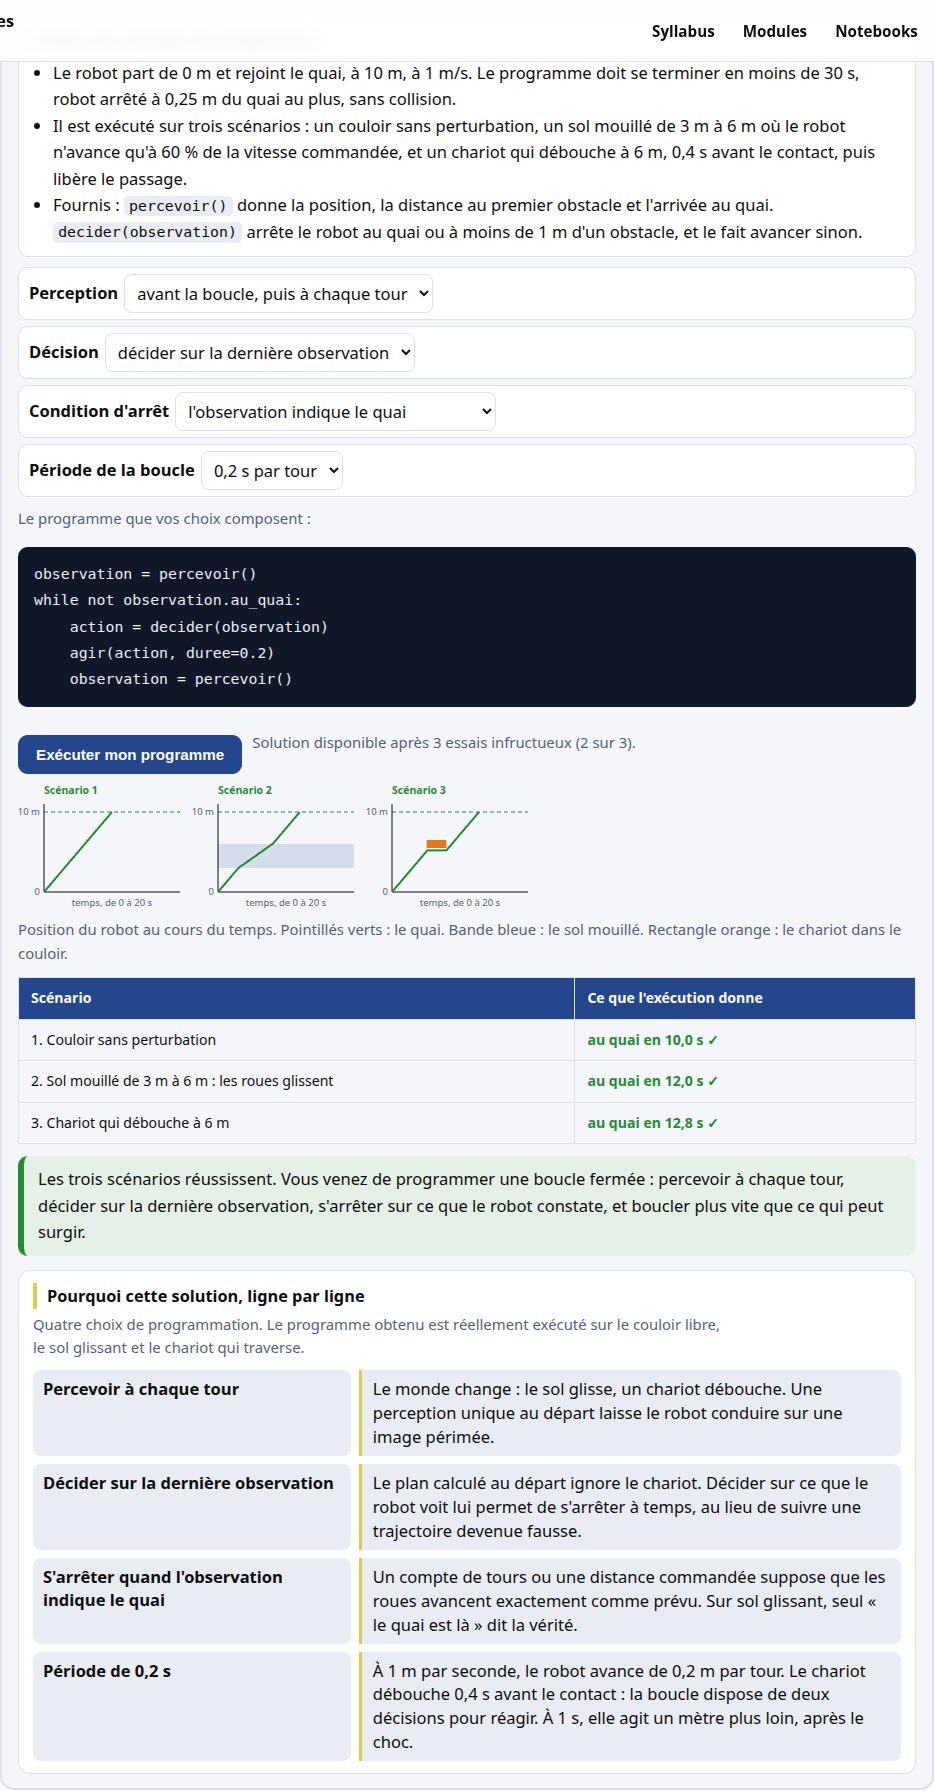 es
Syllabus Modules Notebooks
Le robot part de 0 m et rejoint le quai, à 10 m, à 1 m/s. Le programme doit se terminer en moins de 30 s,
robot arrêté à 0,25 m du quai au plus, sans collision.
Il est exécuté sur trois scénarios : un couloir sans perturbation, un sol mouillé de 3 m à 6 m où le robot
n'avance qu'à 60 % de la vitesse commandée, et un chariot qui débouche à 6 m, 0,4 s avant le contact, puis
libère le passage.
Fournis : percevoir() donne la position, la distance au premier obstacle et l'arrivée au quai.
decider(observation) arrête le robot au quai ou à moins de 1 m d'un obstacle, et le fait avancer sinon.
Perception avant la boucle, puis à chaque tour
Décision décider sur la dernière observation
Condition d'arrêt l'observation indique le quai
Période de la boucle 0,2 s par tour
Le programme que vos choix composent :
observation = percevoir()
while not observation.au_quai:
    action = decider(observation)
    agir(action, duree=0.2)
    observation = percevoir()
Exécuter mon programme Solution disponible après 3 essais infructueux (2 sur 3).
Scénario 1 Scénario 2 Scénario 3
10 m 10 m 10 m
0 0 0
temps, de 0 à 20 s temps, de 0 à 20 s temps, de 0 à 20 s
Position du robot au cours du temps. Pointillés verts : le quai. Bande bleue : le sol mouillé. Rectangle orange : le chariot dans le
couloir.
Scénario Ce que l'exécution donne
1. Couloir sans perturbation au quai en 10,0 s ✓
2. Sol mouillé de 3 m à 6 m : les roues glissent au quai en 12,0 s ✓
3. Chariot qui débouche à 6 m au quai en 12,8 s ✓
Les trois scénarios réussissent. Vous venez de programmer une boucle fermée : percevoir à chaque tour,
décider sur la dernière observation, s'arrêter sur ce que le robot constate, et boucler plus vite que ce qui peut
surgir.
Pourquoi cette solution, ligne par ligne
Quatre choix de programmation. Le programme obtenu est réellement exécuté sur le couloir libre,
le sol glissant et le chariot qui traverse.
Percevoir à chaque tour
Le monde change : le sol glisse, un chariot débouche. Une
perception unique au départ laisse le robot conduire sur une
image périmée.
Décider sur la dernière observation
Le plan calculé au départ ignore le chariot. Décider sur ce que le
robot voit lui permet de s'arrêter à temps, au lieu de suivre une
trajectoire devenue fausse.
S'arrêter quand l'observation
indique le quai
Un compte de tours ou une distance commandée suppose que les
roues avancent exactement comme prévu. Sur sol glissant, seul «
le quai est là » dit la vérité.
Période de 0,2 s
À 1 m par seconde, le robot avance de 0,2 m par tour. Le chariot
débouche 0,4 s avant le contact : la boucle dispose de deux
décisions pour réagir. À 1 s, elle agit un mètre plus loin, après le
choc.